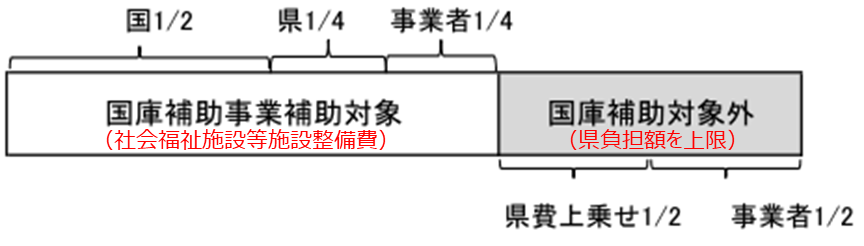 国1/2 県1/4 事業者1/4
国庫補助事業補助対象 国庫補助対象外
（社会福祉施設等施設整備費） （県負担額を上限）
県費上乗せ1/2 事業者1/2